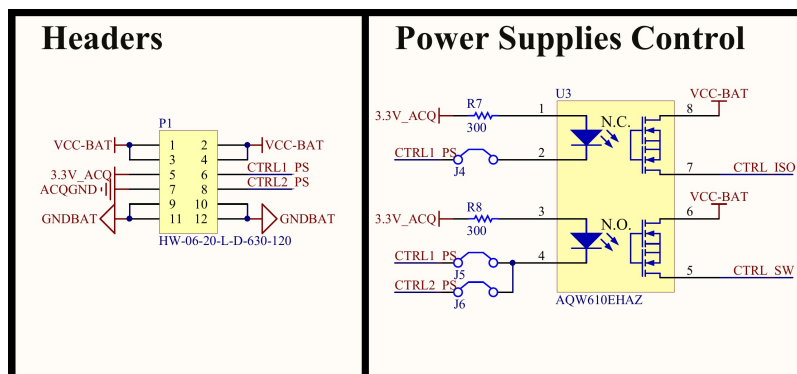 Headers
P1
VCC-BAT 1 2 VCC-BAT
3 4
3.3V_ACQ 5 6 CTRL1_PS
ACQGND 7 8 CTRL2_PS
9 10
GNDBAT 11 12 GNDBAT
HW-06-20-L-D-630-120
Power Supplies Control
U3
3.3V_ACQ R7 1 N.C. 8 VCC-BAT
300
CTRL1_PS J4 2 7 CTRL_ISO
3.3V_ACQ R8 3 N.O. 6 VCC-BAT
300
CTRL1_PS J5 4 5 CTRL_SW
CTRL2_PS J6
AQW610EHAZ